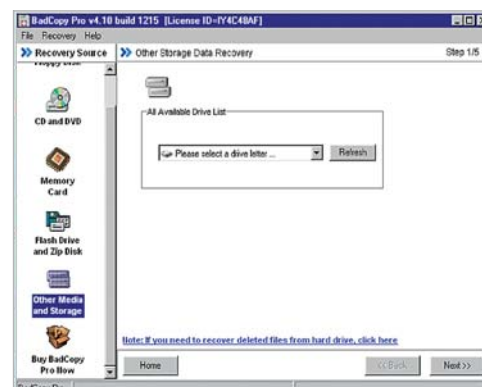 BadCopy Pro v4.10 build 1215 [License ID=IY4C48AF]
File Recovery Help
Recovery Source
Other Storage Data Recovery
Step 1/5
CD and DVD
Memory
Card
Flash Drive
and Zip Disk
Other Media
and Storage
Buy BadCopy
Pro Now
All Available Drive List
Please select a drive letter ...
Refresh
Note: If you need to recover deleted files from hard drive, click here
Home
<<Back
Next>>